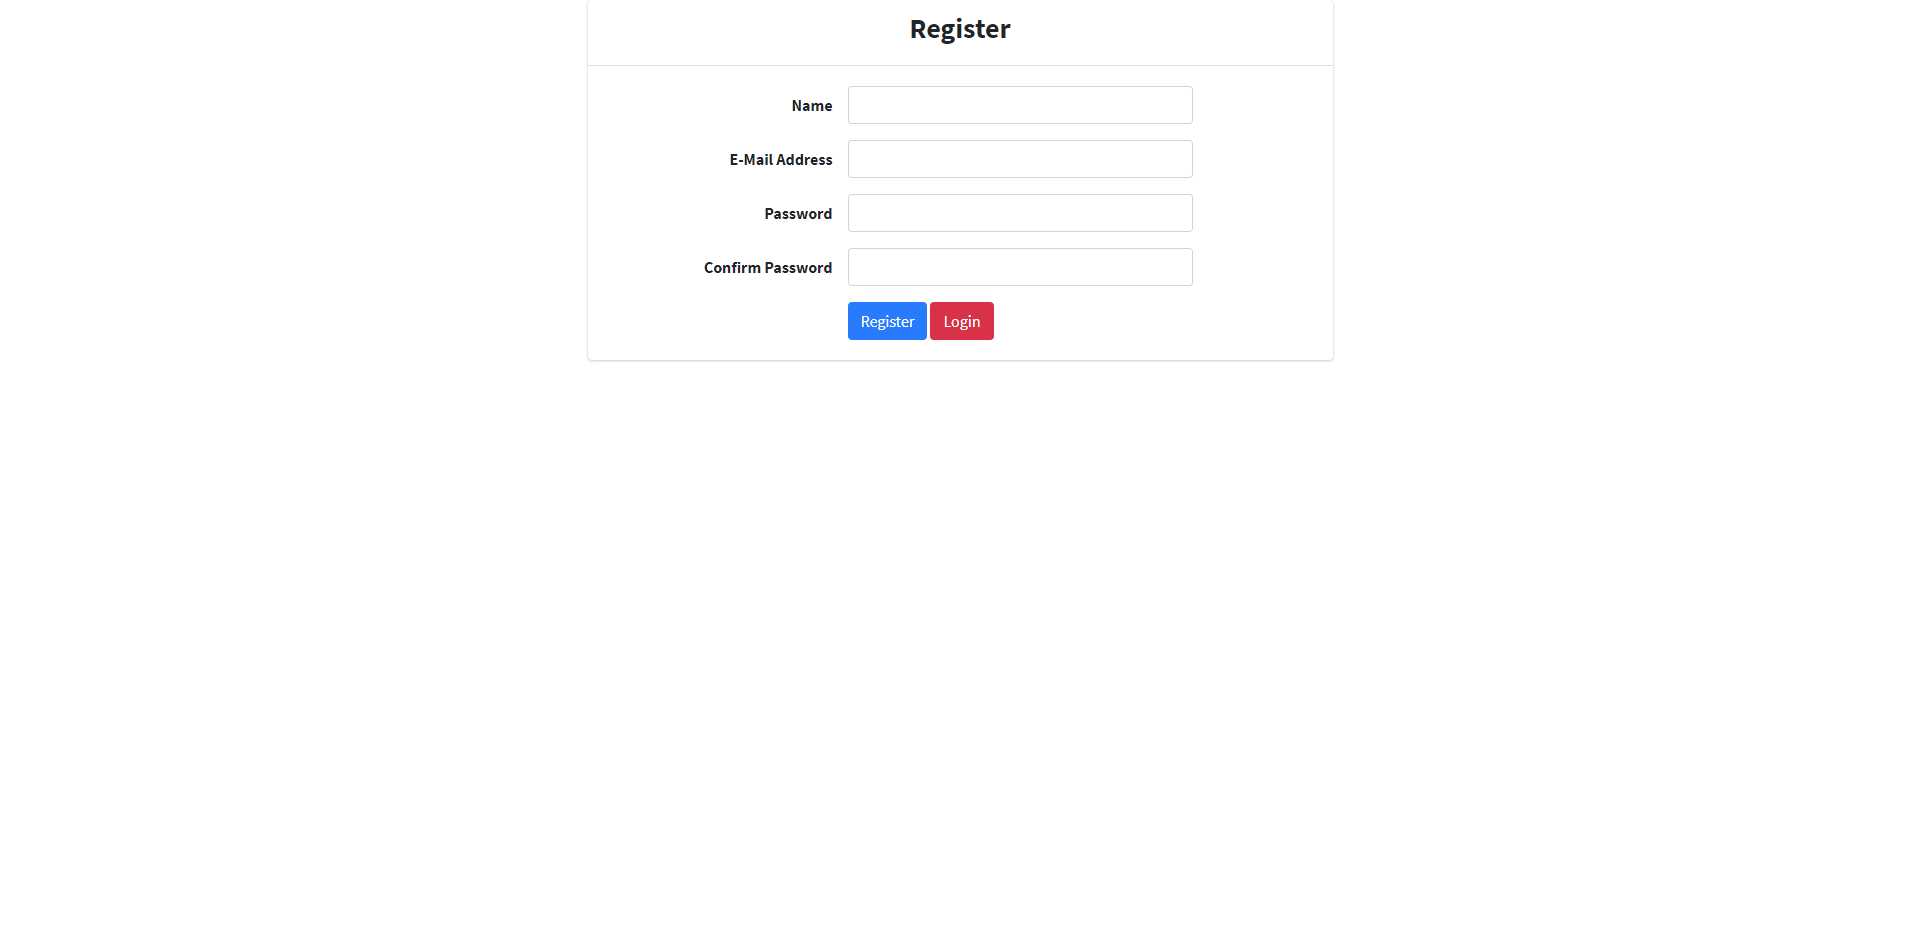 Register
Name
E-Mail Address
Password
Confirm Password
Register Login